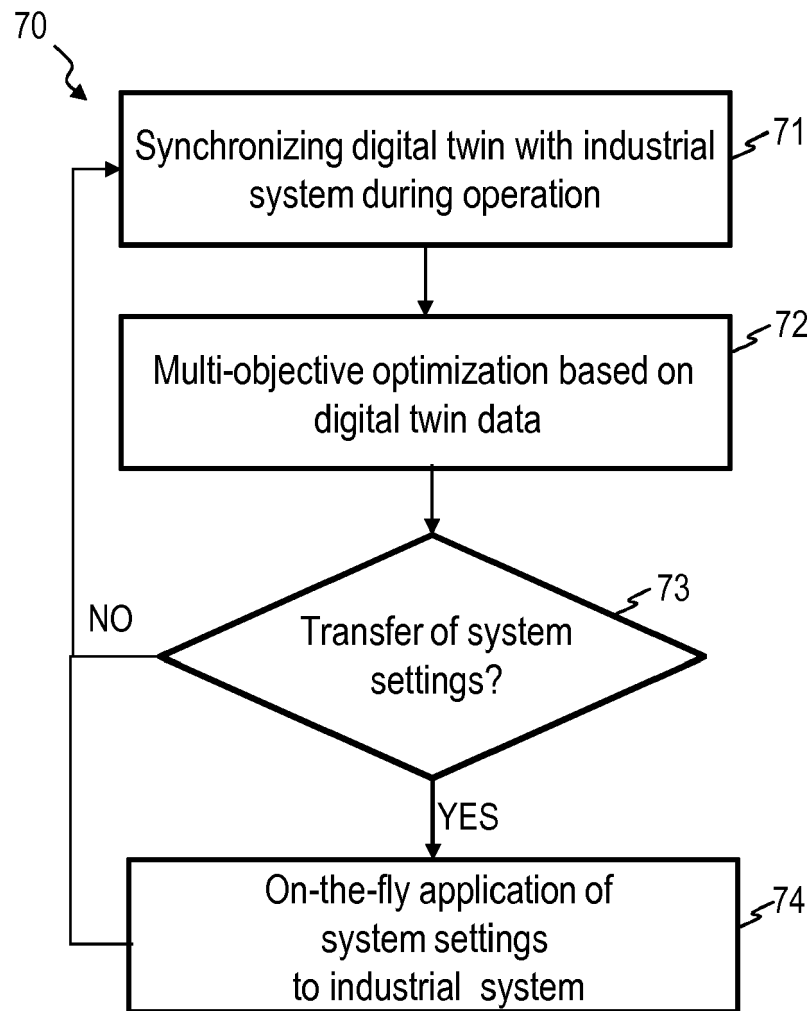 70
Synchronizing digital twin with industrial
system during operation
71
Multi-objective optimization based on
digital twin data
72
Transfer of system
settings?
73
NO
YES
On-the-fly application of
system settings
to industrial system
74